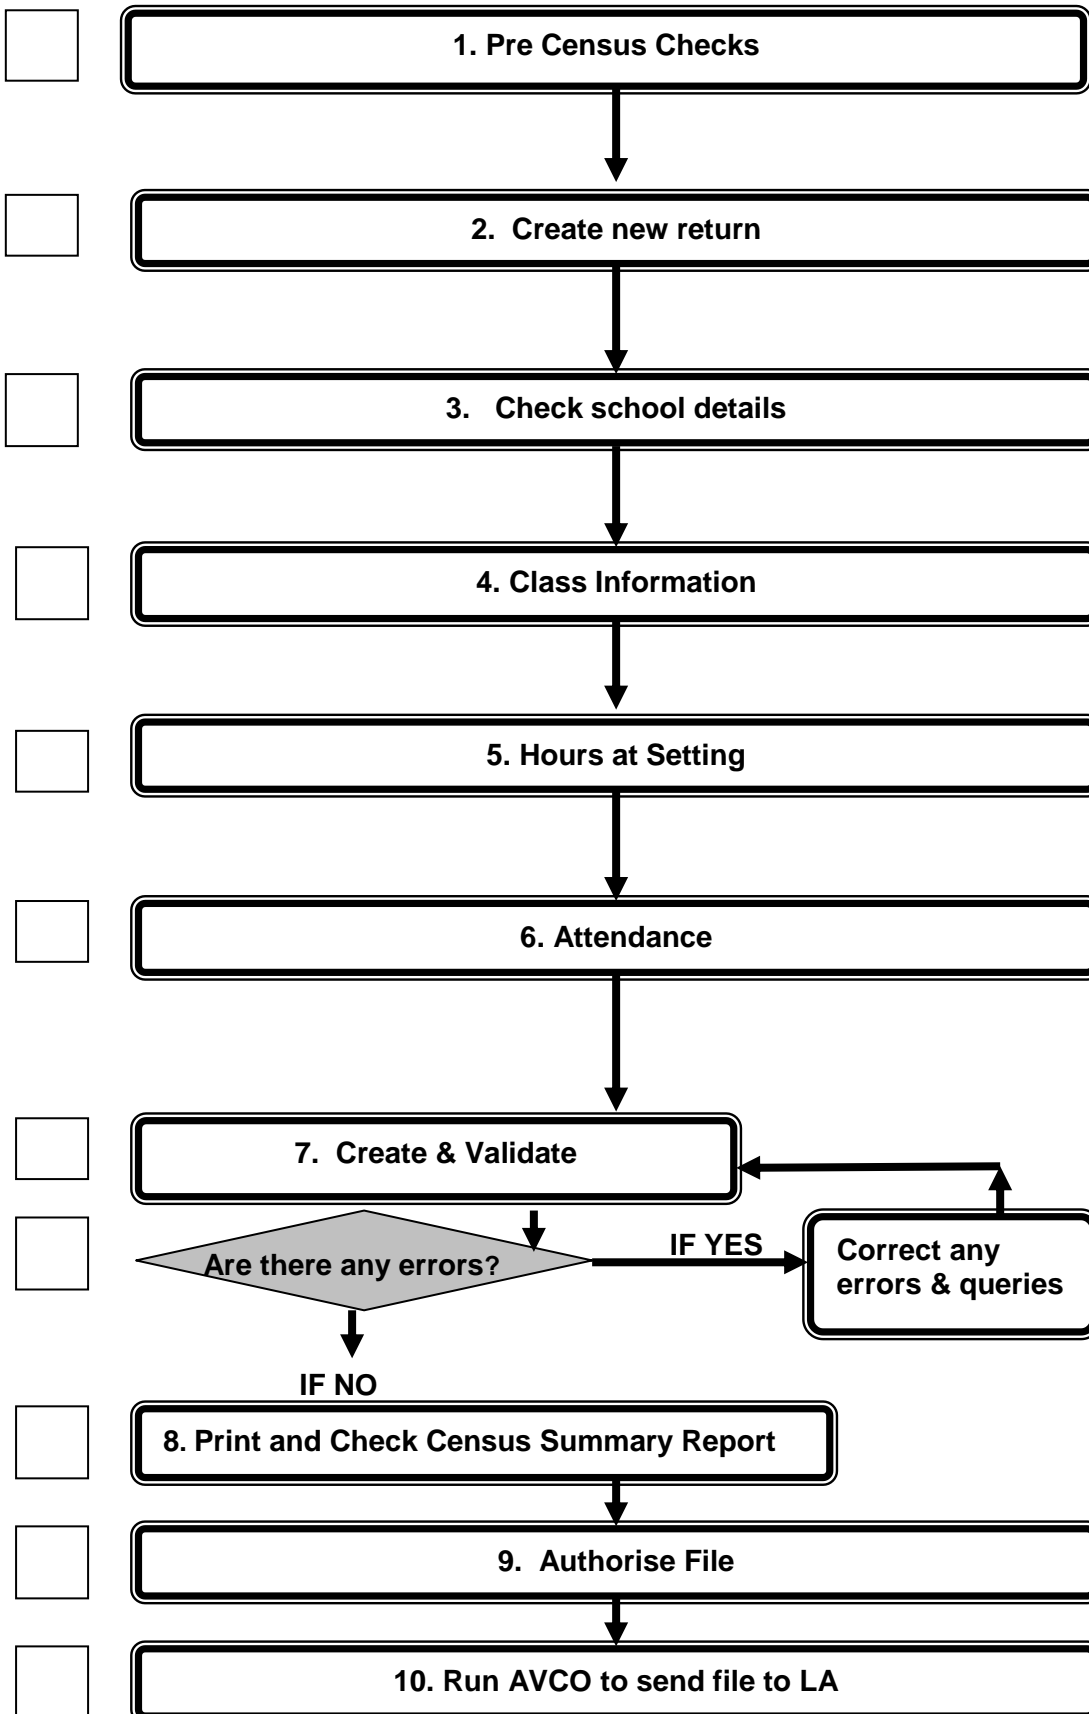 1. Pre Census Checks
2. Create new return
3. Check school details
4. Class Information
5. Hours at Setting
6. Attendance
7. Create & Validate
Are there any errors?
IF YES
Correct any
errors & queries
IF NO
8. Print and Check Census Summary Report
9. Authorise File
10. Run AVCO to send file to LA